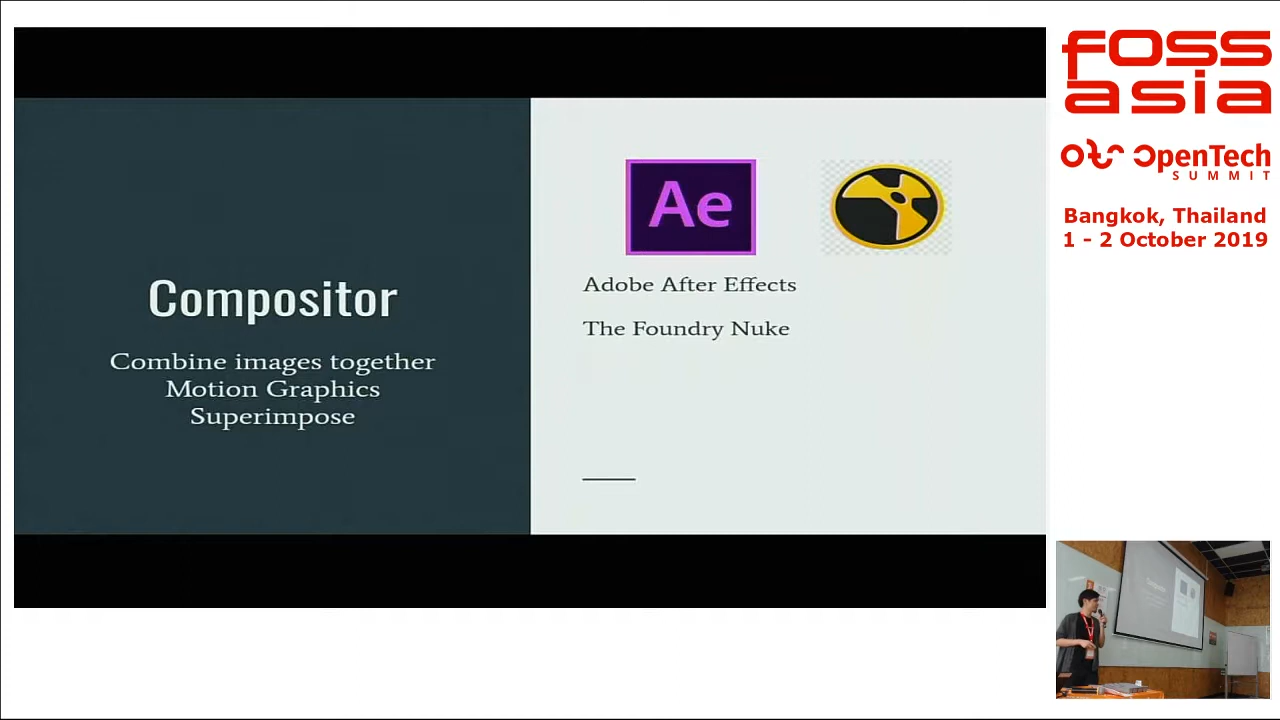 Compositor
Combine images together
Motion Graphics
Superimpose
Ae
Adobe After Effects
The Foundry Nuke
FOSS
asia
OpenTech
SUMMIT
Bangkok, Thailand
1 - 2 October 2019